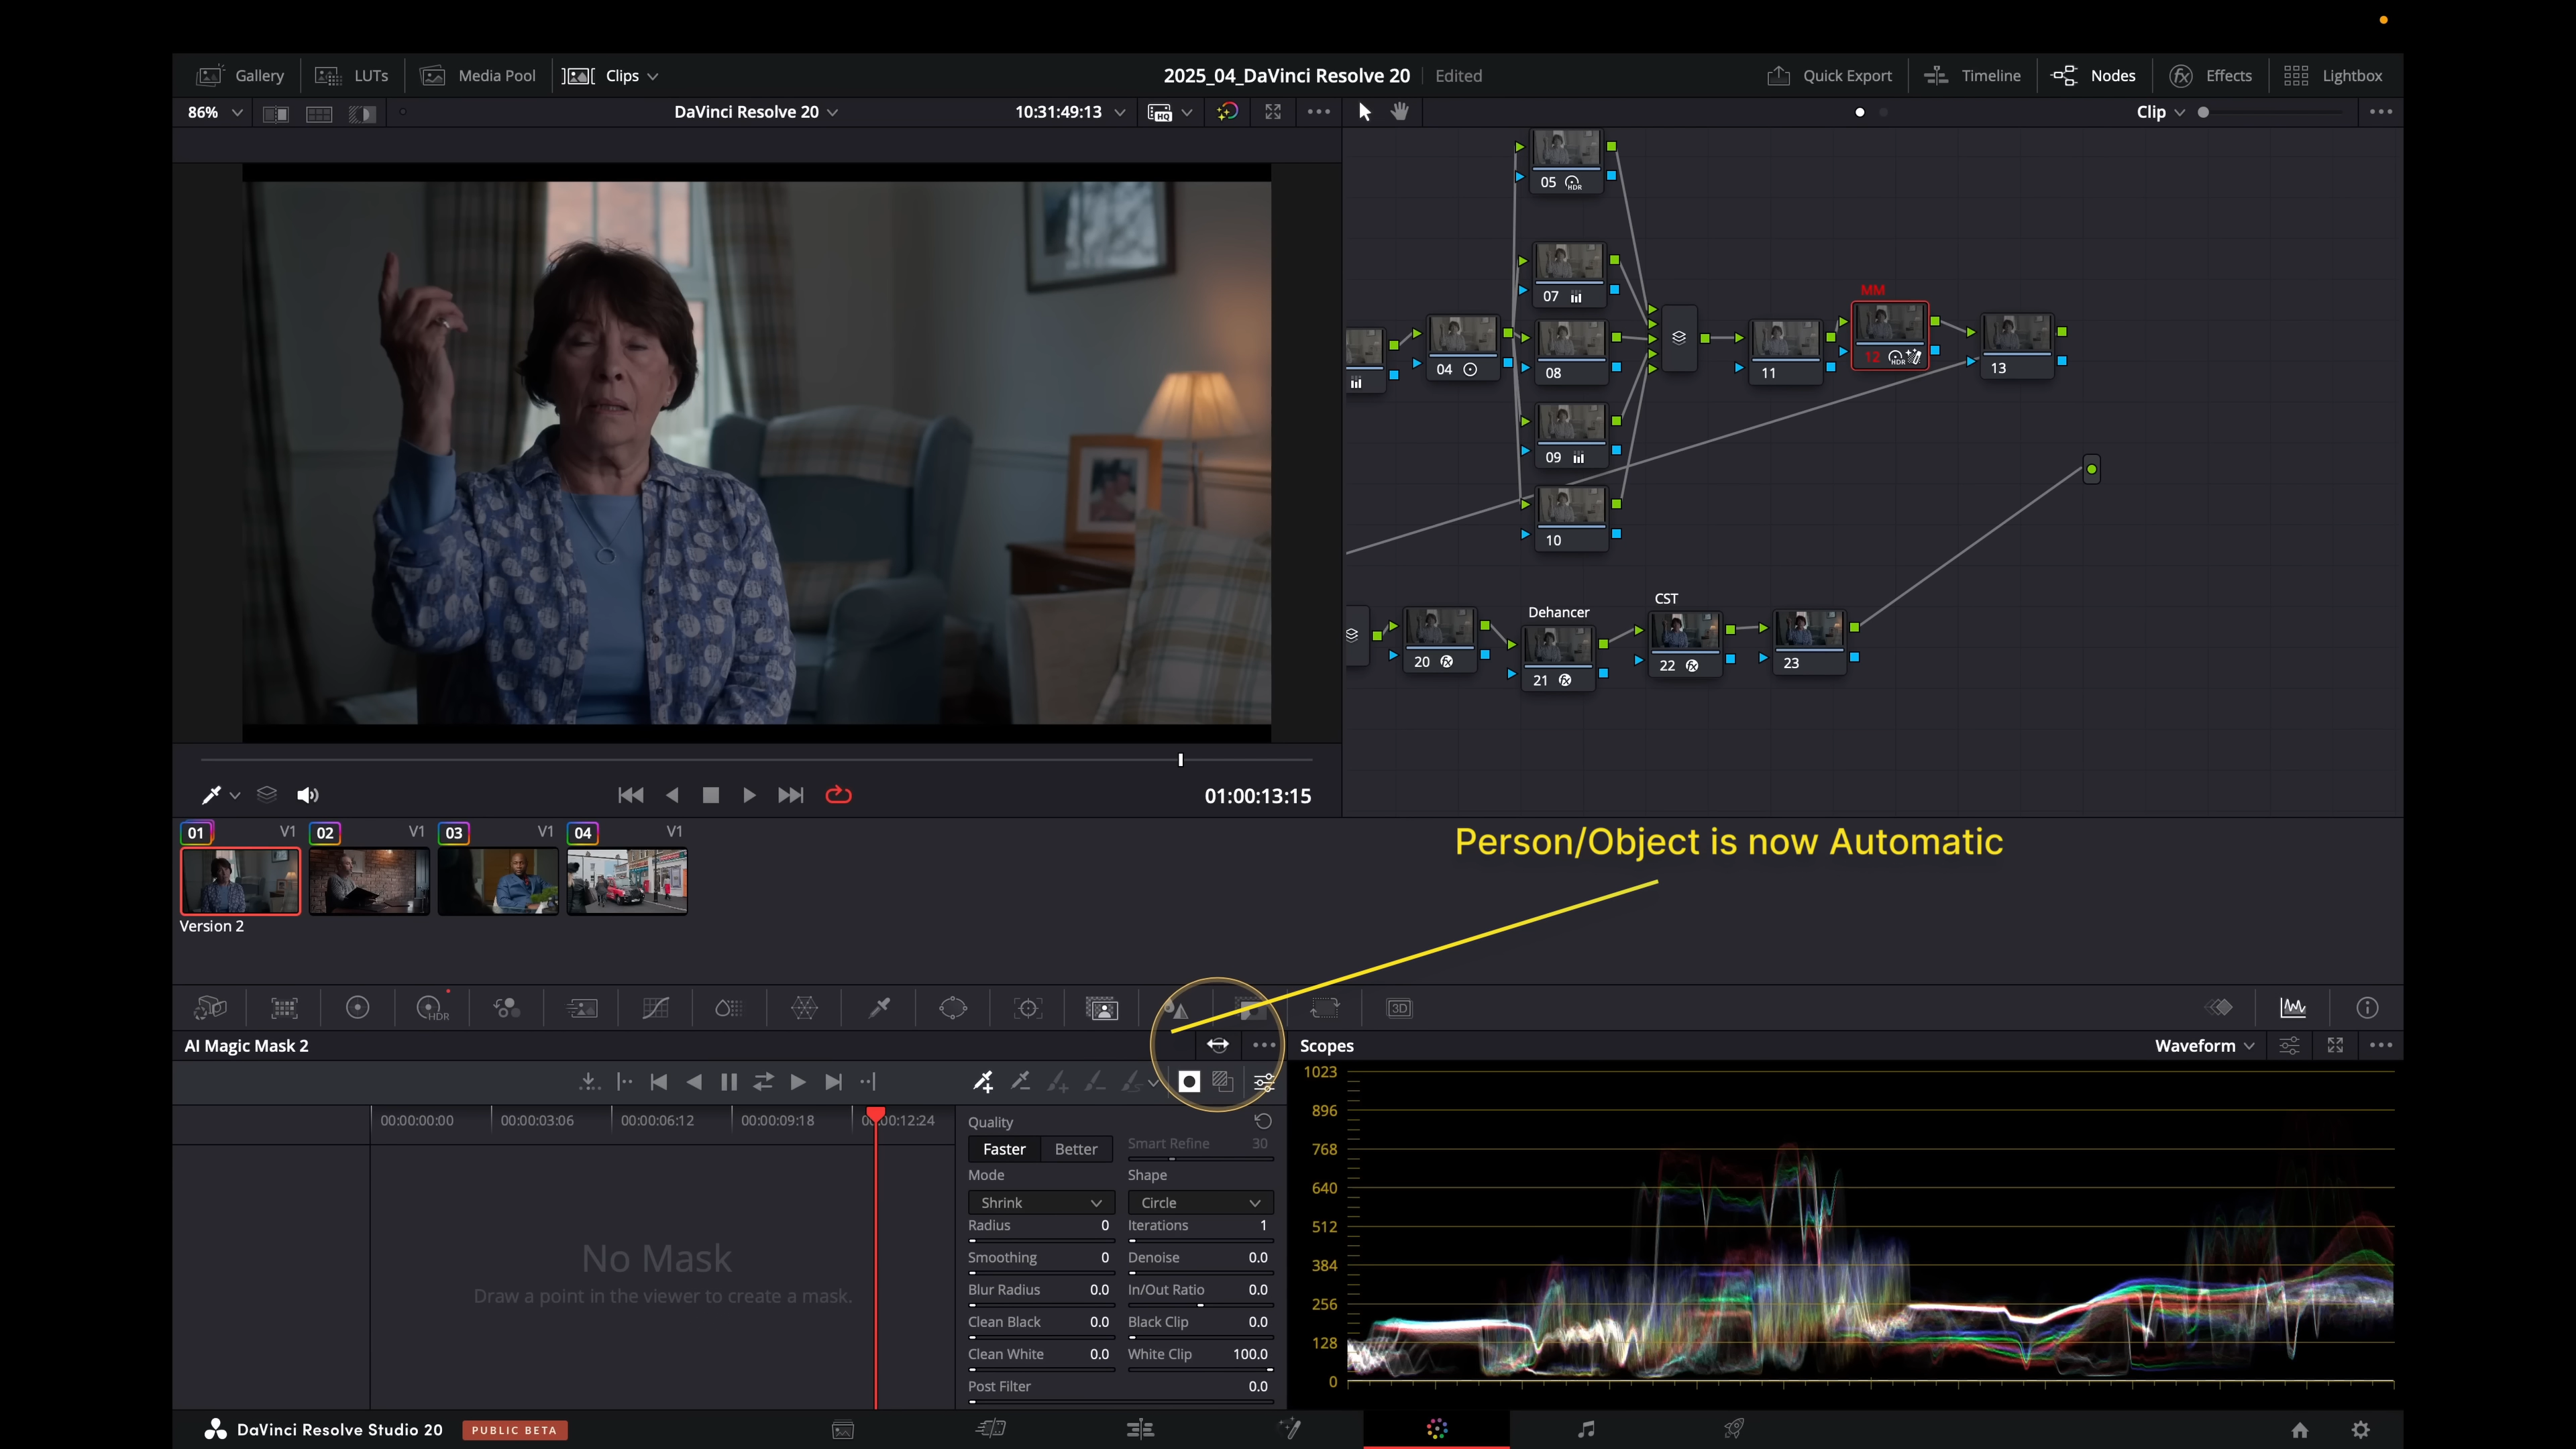 Gallery LUTs Media Pool Clips 2025_04_DaVinci Resolve 20 Edited Quick Export Timeline Nodes Effects Lightbox
86% DaVinci Resolve 20 10:31:49:13 HQ Clip
05 HDR
07
MM
12 HDR
04 08 11 13
09
10
Dehancer CST
20 21 22 23
01:00:13:15
01 V1 02 V1 03 V1 04 V1
Version 2
Person/Object is now Automatic
HDR 3D
AI Magic Mask 2
Scopes Waveform
00:00:00:00 00:00:03:06 00:00:06:12 00:00:09:18 00:00:12:24
No Mask
Draw a point in the viewer to create a mask.
Quality
Faster Better Smart Refine 30
Mode Shape
Shrink Circle
Radius 0 Iterations 1
Smoothing 0 Denoise 0.0
Blur Radius 0.0 In/Out Ratio 0.0
Clean Black 0.0 Black Clip 0.0
Clean White 0.0 White Clip 100.0
Post Filter 0.0
1023
896
768
640
512
384
256
128
0
DaVinci Resolve Studio 20 PUBLIC BETA